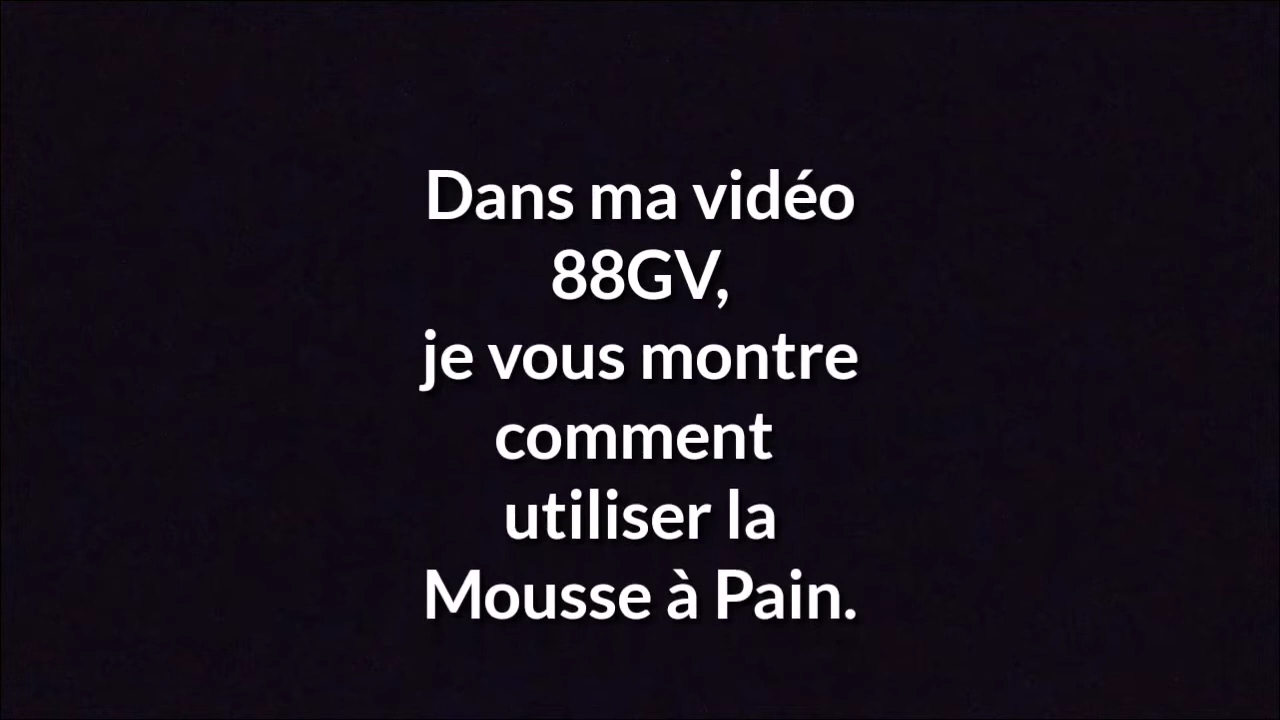 Dans ma vidéo
88GV,
je vous montre
comment
utiliser la
Mousse à Pain.